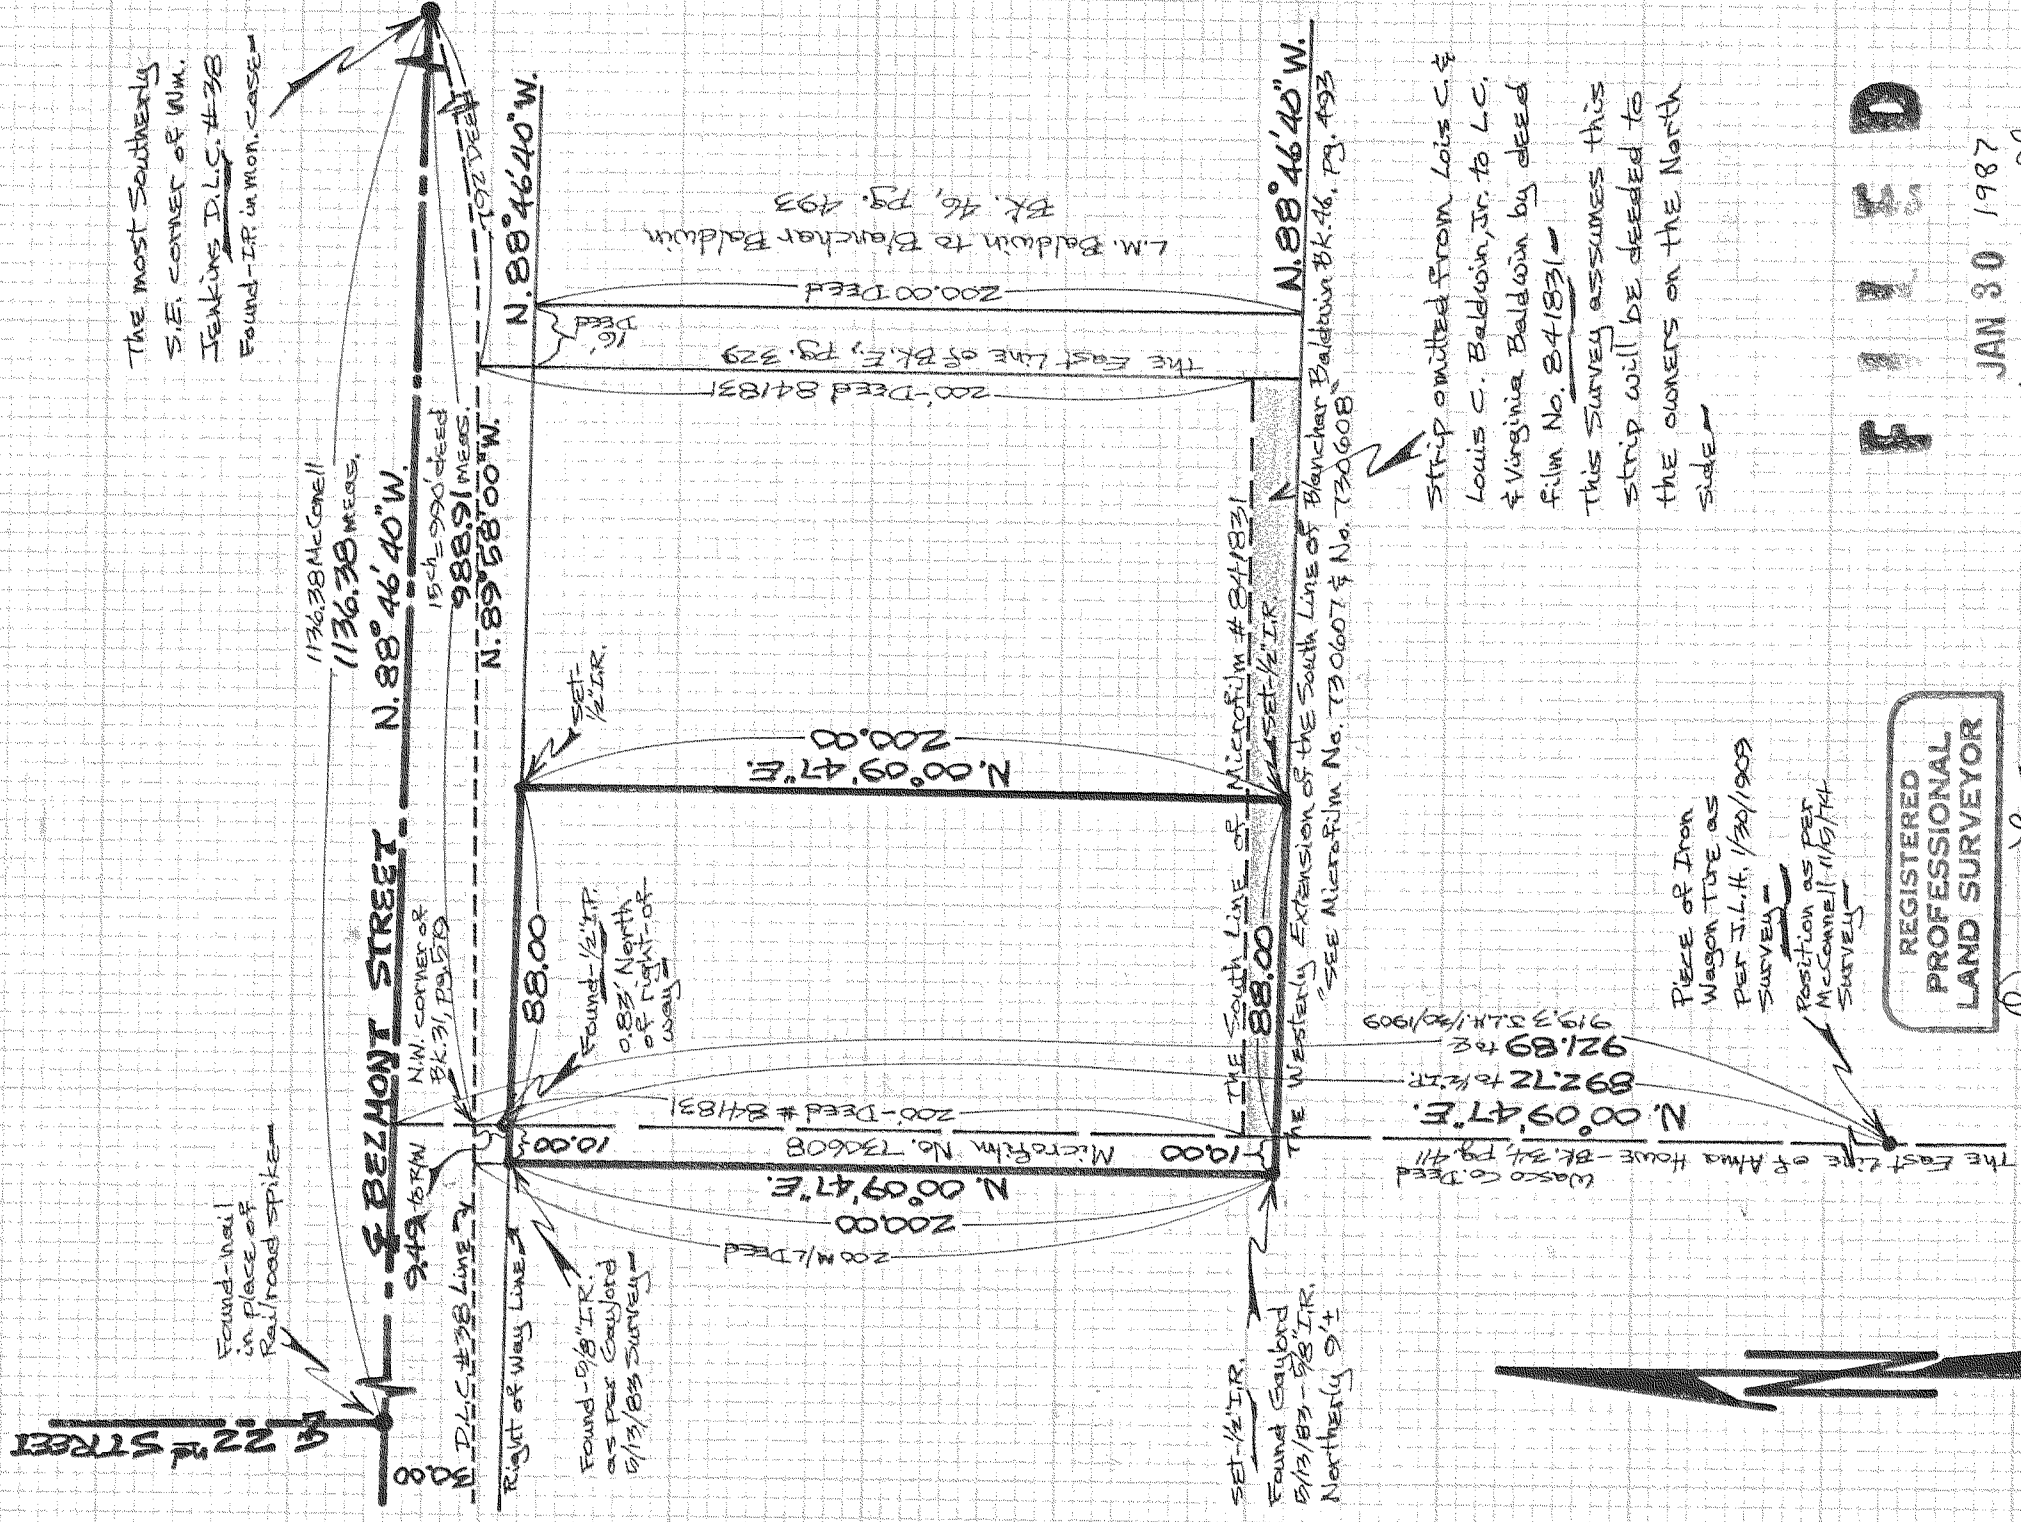 The most Southerly
S.E. corner of Wm.
Jenkins D.L.C. #38
Found-I.P. in mon. case
1136.38 McConell
1136.38 meas.
N. 88° 46' 40" W.
15ch = 990' deed
988.91 meas.
N. 89° 58' 00" W.
762 Deed
N. 88° 46' 40" W.
L.M. Baldwin to Blanchar Baldwin
Bk. 46, pg. 493
200.00 Deed
16'
Deed
The East Line of Bk. E, pg. 329
200-Deed 841831
N. 88° 46' 40" W.
Found-nail
in place of
Railroad spike
℄ 22nd STREET
℄ BELMONT STREET
N.W. corner of
Bk. 31, pg. 579
30.00
9.49 to R/W
D.L.C. #38 Line
Right of Way Line
Set-
1/2" I.R.
Found-1/2" I.P.
0.83' North
of right-of-
way
88.00
N. 00° 09' 47" E.
200.00
10.00
200-Deed #841831
Microfilm No. 730608
10.00
N. 00° 09' 47" E.
200.00
200 M/L Deed
Found-5/8" I.R.
as per Gaylord
5/13/83 Survey
The South Line of Microfilm #841831
Set-1/2" I.R.
88.00
The Westerly Extension of the South Line of Blanchar Baldwin Bk. 46, Pg. 493
"See Microfilm No. 730607 & No. 730608"
Set-1/2" I.R.
Found Gaylord
5/13/83-5/8" I.R.
Northerly 9'±
Strip omitted from Lois C. &
Louis C. Baldwin, Jr. to L.C.
& Virginia Baldwin by deed
film No. 841831
This Survey assumes this
strip will be deeded to
the owners on the North
side
919.3 J.L.H. 1/30/1909
921.89 to ℄
892.72 to 1/2" I.P.
N. 00° 09' 47" E.
Wasco Co. Deed
The East Line of Alma Howe - Bk. 34, pg. 411
Piece of Iron
Wagon Tire as
per J.L.H. 1/30/1909
Survey
Position as per
McConnell 11/5/74
Survey
REGISTERED
PROFESSIONAL
LAND SURVEYOR
FILED
JAN 30 1987
N